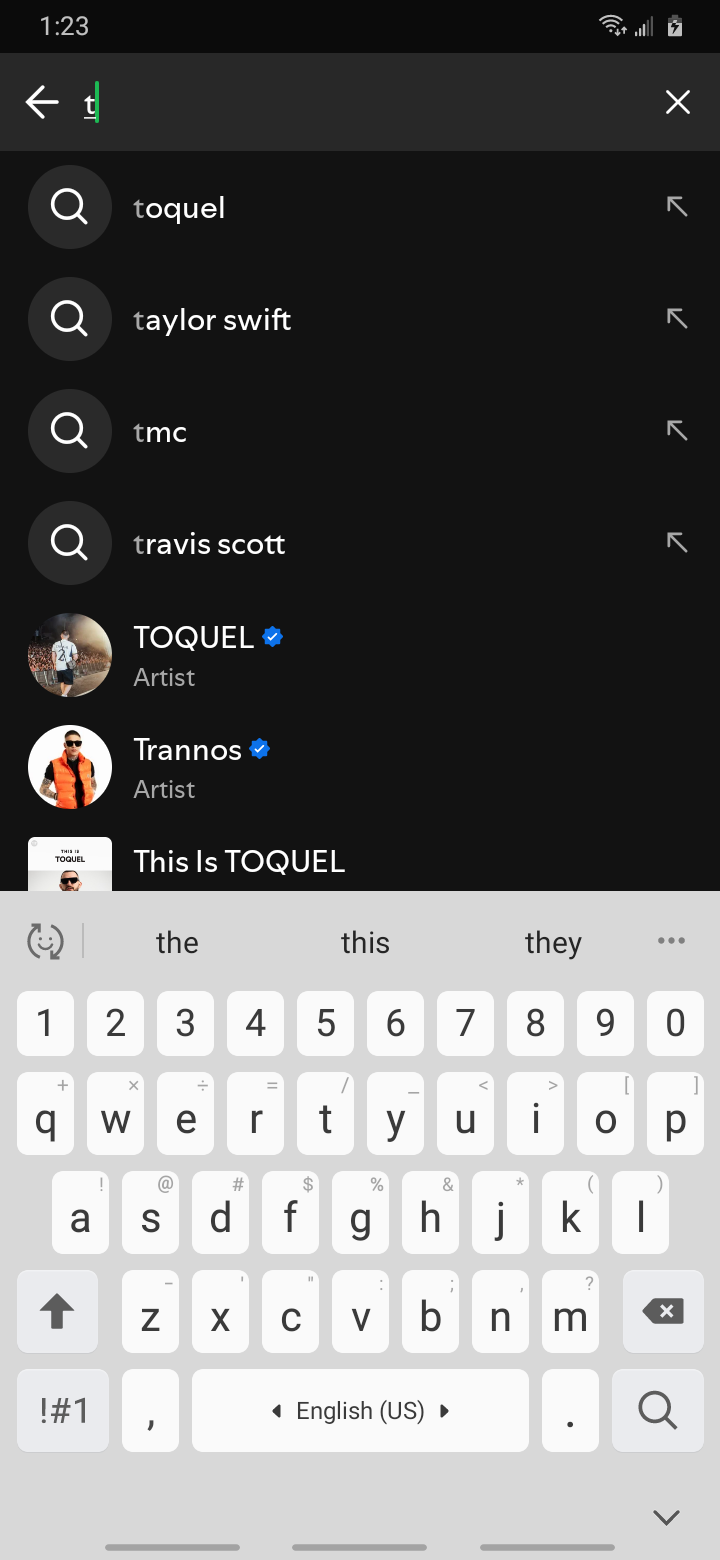 1:23
t
toquel
taylor swift
tmc
travis scott
TOQUEL
Artist
Trannos
Artist
THIS IS
TOQUEL
This Is TOQUEL
the this they
1 2 3 4 5 6 7 8 9 0
+ × ÷ = / _ < > [ ]
q w e r t y u i o p
! @ # $ % & * ( )
a s d f g h j k l
- ' " : ; , ?
z x c v b n m
!#1 , English (US) .